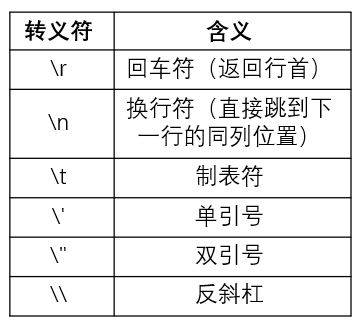 转义符 含义
\r 回车符（返回行首）
\n 换行符（直接跳到下
一行的同列位置）
\t 制表符
\' 单引号
\" 双引号
\\ 反斜杠